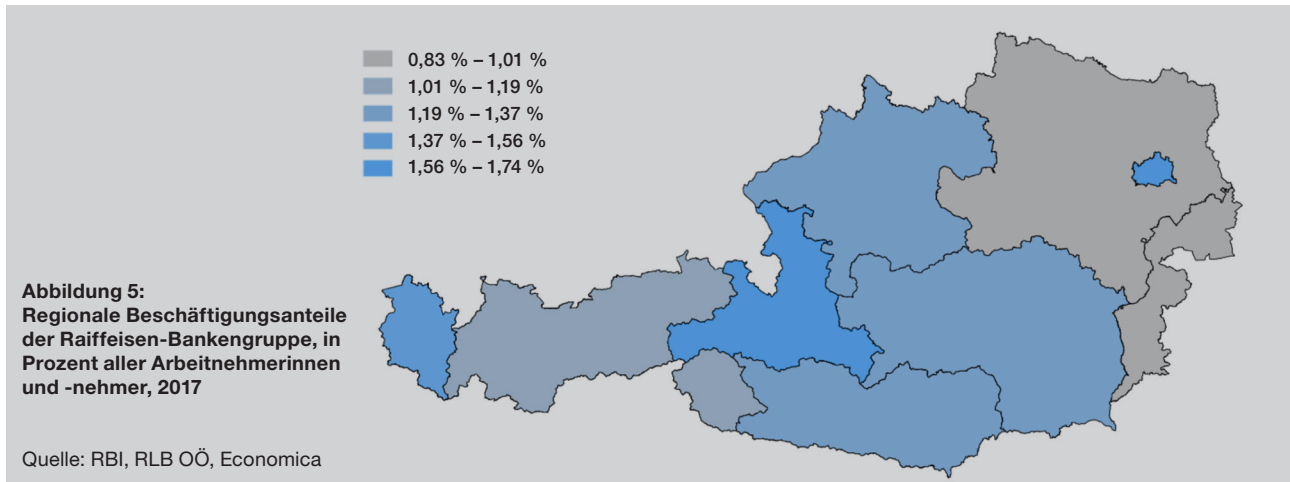 0,83 % – 1,01 %
1,01 % – 1,19 %
1,19 % – 1,37 %
1,37 % – 1,56 %
1,56 % – 1,74 %
Abbildung 5:
Regionale Beschäftigungsanteile
der Raiffeisen-Bankengruppe, in
Prozent aller Arbeitnehmerinnen
und -nehmer, 2017
Quelle: RBI, RLB OÖ, Economica